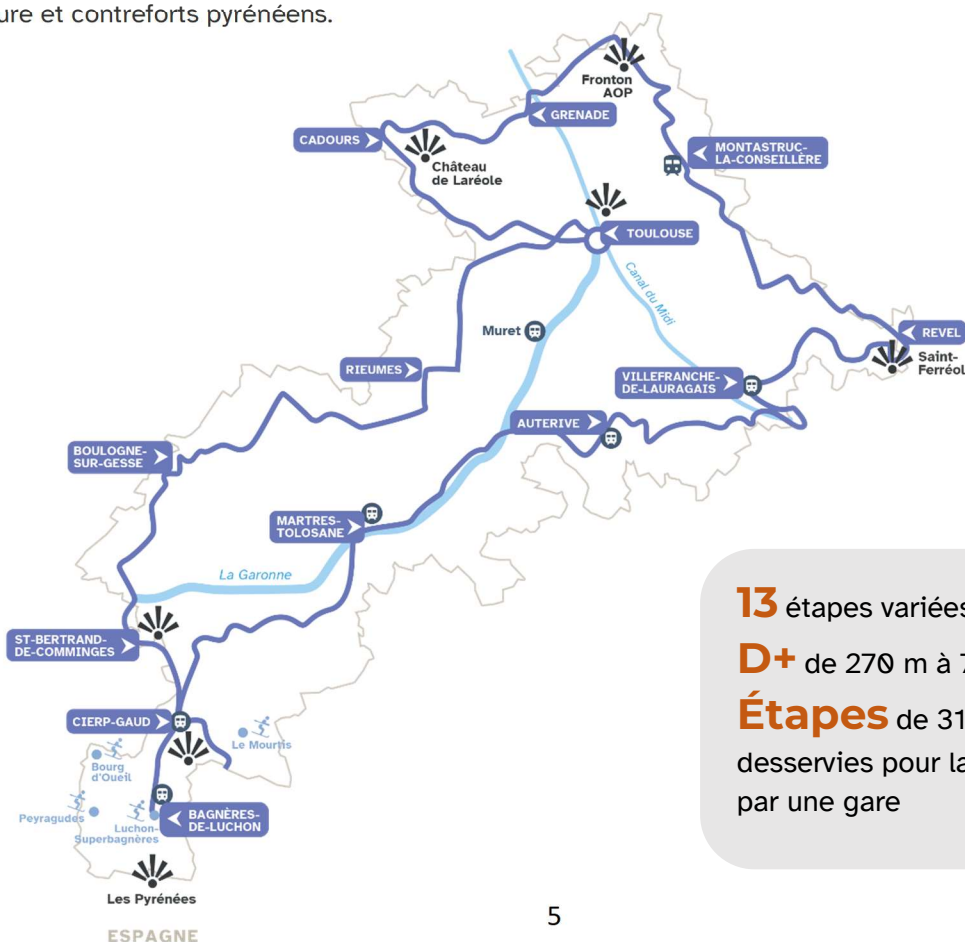 ure et contreforts pyrénéens.
Fronton
AOP
GRENADE
CADOURS
MONTASTRUC-
LA-CONSEILLÈRE
Château
de Laréole
TOULOUSE
Canal du Midi
Muret
REVEL
Saint-
Ferréol
RIEUMES
VILLEFRANCHE-
DE-LAURAGAIS
AUTERIVE
BOULOGNE-
SUR-GESSE
MARTRES-
TOLOSANE
La Garonne
13 étapes variées
D+ de 270 m à 7
Étapes de 31
desservies pour la
par une gare
ST-BERTRAND-
DE-COMMINGES
CIERP-GAUD
Le Mourtis
Bourg
d'Oueil
Peyragudes
Luchon-
Superbagnères
BAGNÈRES-
DE-LUCHON
Les Pyrénées
ESPAGNE
5